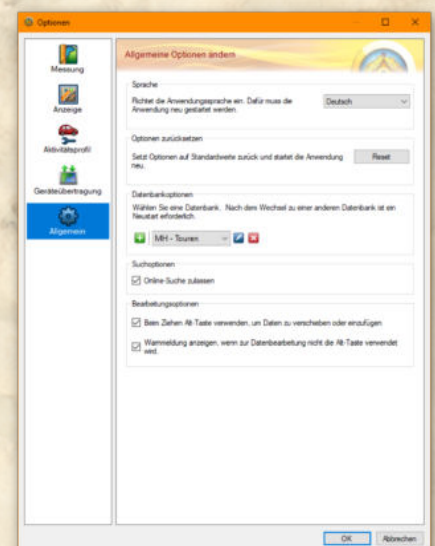 Optionen
Messung
Anzeige
Aktivitätsprofil
Geräteübertragung
Allgemein
Allgemeine Optionen ändern
Sprache
Richtet die Anwendungssprache ein. Dafür muss die
Anwendung neu gestartet werden.
Deutsch
Optionen zurücksetzen
Setzt Optionen auf Standardwerte zurück und startet die Anwendung
neu.
Reset
Datenbankoptionen
Wählen Sie eine Datenbank. Nach dem Wechsel zu einer anderen Datenbank ist ein
Neustart erforderlich.
MH - Touren
Suchoptionen
Online-Suche zulassen
Bearbeitungsoptionen
Beim Ziehen Alt-Taste verwenden, um Daten zu verschieben oder einzufügen
Warnmeldung anzeigen, wenn zur Datenbearbeitung nicht die Alt-Taste verwendet
wird.
OK
Abbrechen